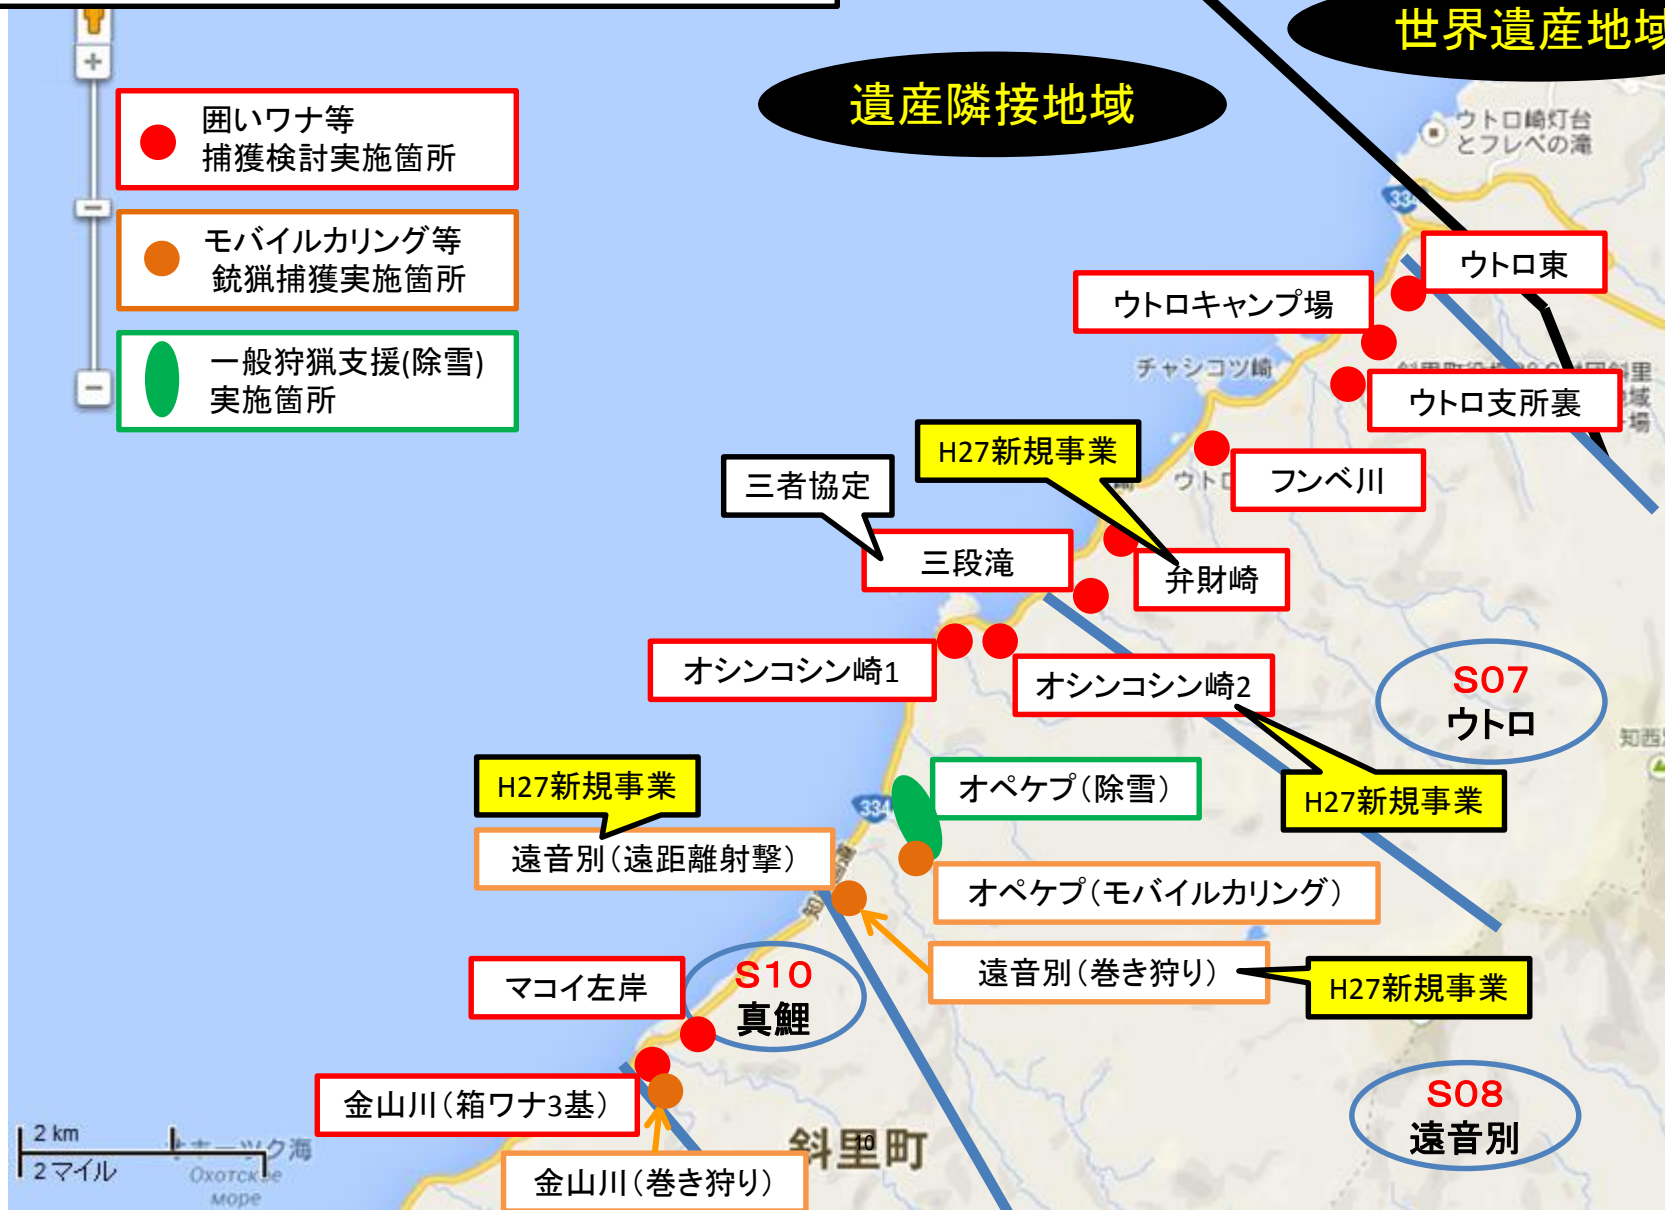 世界遺産地域
遺産隣接地域
囲いワナ等
捕獲検討実施箇所
モバイルカリング等
銃猟捕獲実施箇所
一般狩猟支援(除雪)
実施箇所
ウトロ崎灯台
とフレペの滝
334
ウトロ東
ウトロキャンプ場
チャシコツ崎
ウトロ支所裏
H27新規事業
フンベ川
三者協定
三段滝
弁財崎
オシンコシン崎1
オシンコシン崎2
S07
ウトロ
H27新規事業
H27新規事業
オペケプ（除雪）
334
遠音別（遠距離射撃）
オペケプ（モバイルカリング）
遠音別（巻き狩り）
H27新規事業
マコイ左岸
S10
真鯉
金山川（箱ワナ3基）
S08
遠音別
斜里町
10
金山川（巻き狩り）
2 km
2 マイル
オホーツク海
Охотское
море